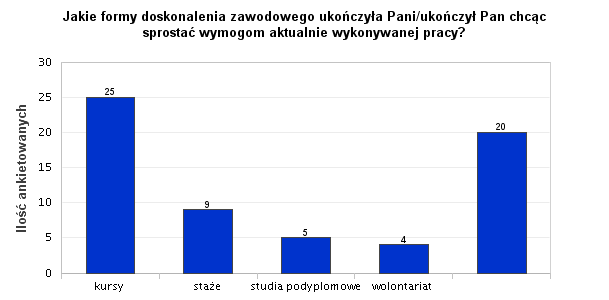 Jakie formy doskonalenia zawodowego ukończyła Pani/ukończył Pan chcąc
sprostać wymogom aktualnie wykonywanej pracy?
Ilość ankietowanych
30
25
20
15
10
5
0
25
9
5
4
20
kursy
staże
studia podyplomowe
wolontariat